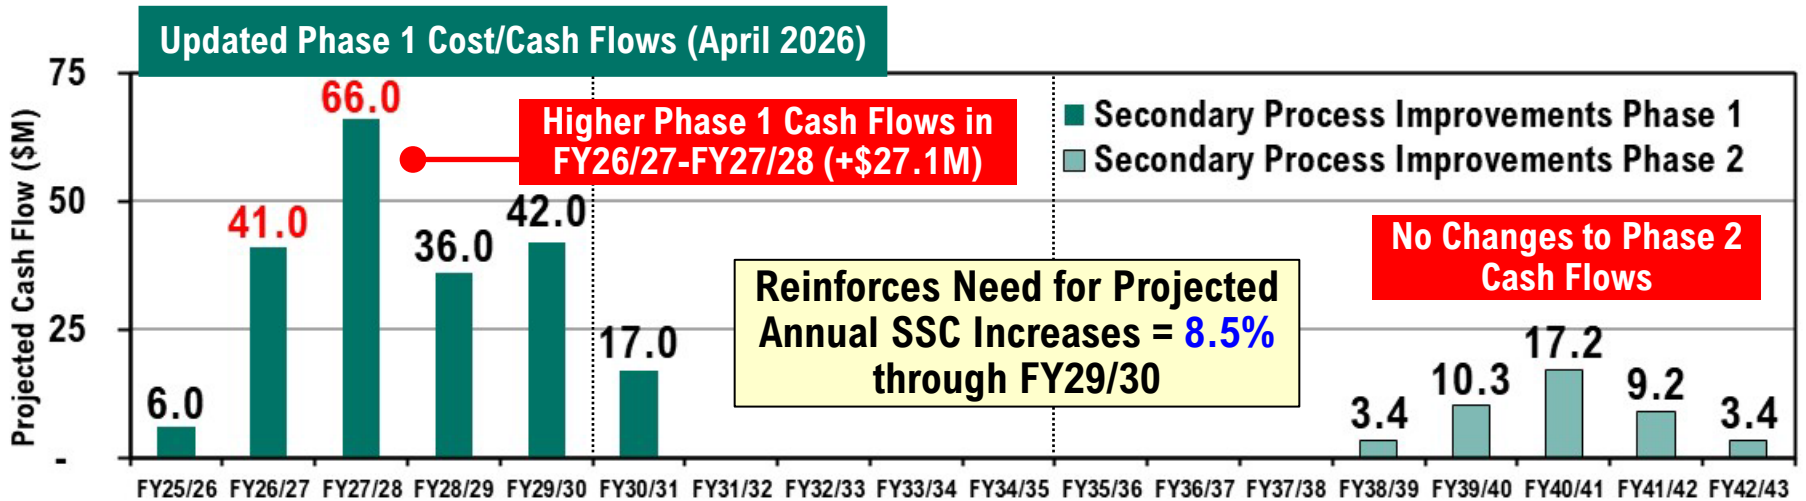 Updated Phase 1 Cost/Cash Flows (April 2026)
Projected Cash Flow ($M)
75
50
25
-
Higher Phase 1 Cash Flows in
FY26/27-FY27/28 (+$27.1M)
Secondary Process Improvements Phase 1
Secondary Process Improvements Phase 2
No Changes to Phase 2
Cash Flows
Reinforces Need for Projected
Annual SSC Increases = 8.5%
through FY29/30
6.0
41.0
66.0
36.0
42.0
17.0
3.4
10.3
17.2
9.2
3.4
FY25/26 FY26/27 FY27/28 FY28/29 FY29/30 FY30/31 FY31/32 FY32/33 FY33/34 FY34/35 FY35/36 FY36/37 FY37/38 FY38/39 FY39/40 FY40/41 FY41/42 FY42/43